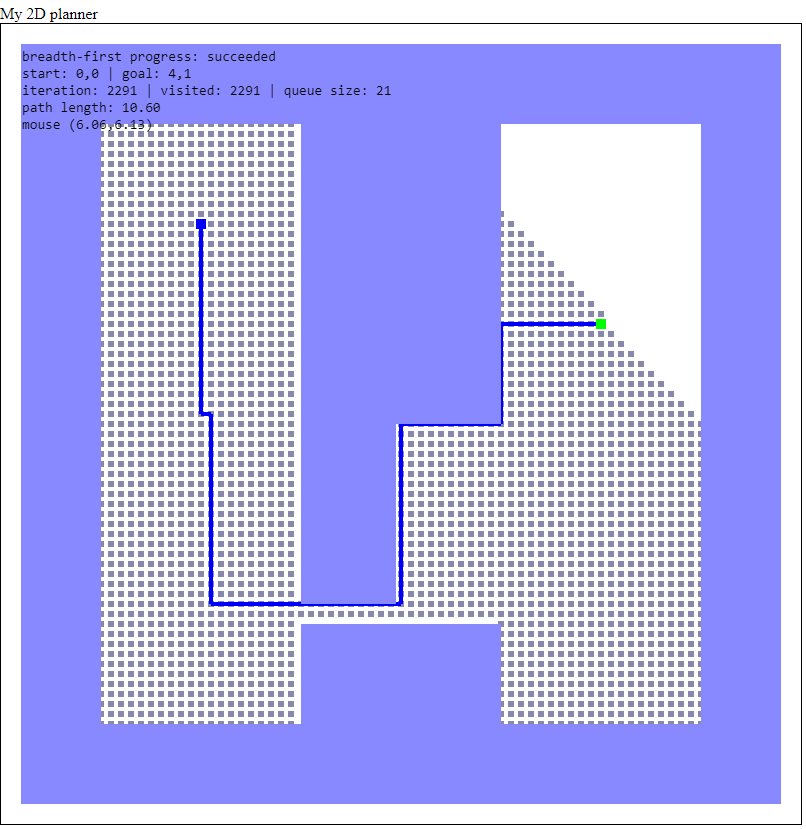 My 2D planner
breadth-first progress: succeeded
start: 0,0 | goal: 4,1
iteration: 2291 | visited: 2291 | queue size: 21
path length: 10.60
mouse (6.06,6.13)